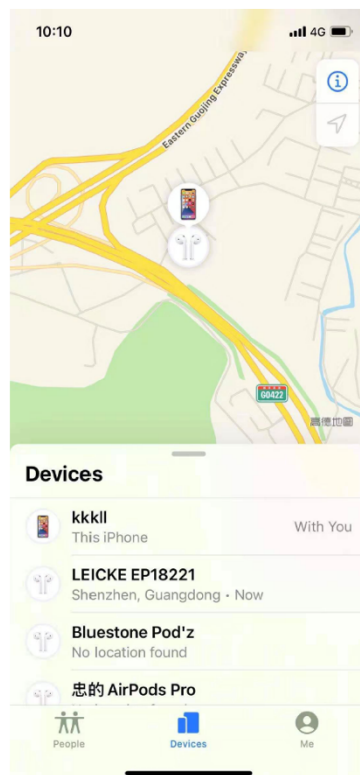 10:10
4G
Eastern Guojing Expressway
G0422
高德地圖
Devices
kkkll
This iPhone
With You
LEICKE EP18221
Shenzhen, Guangdong • Now
Bluestone Pod'z
No location found
忠的 AirPods Pro
People
Devices
Me